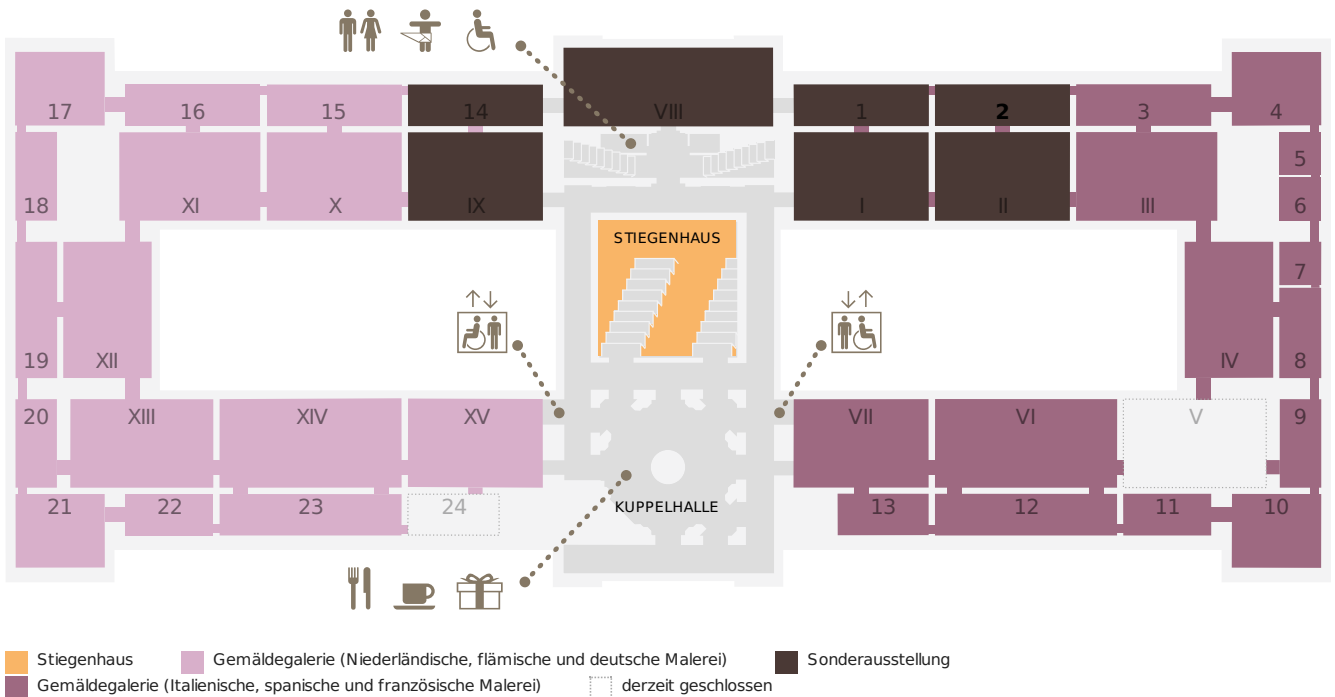 17 16 15 14 VIII 1 2 3 4
5
18 XI X IX I II III 6
STIEGENHAUS
7
19 XII IV 8
20 XIII XIV XV VII VI V 9
21 22 23 24 KUPPELHALLE 13 12 11 10
Stiegenhaus Gemäldegalerie (Niederländische, flämische und deutsche Malerei) Sonderausstellung
Gemäldegalerie (Italienische, spanische und französische Malerei) derzeit geschlossen